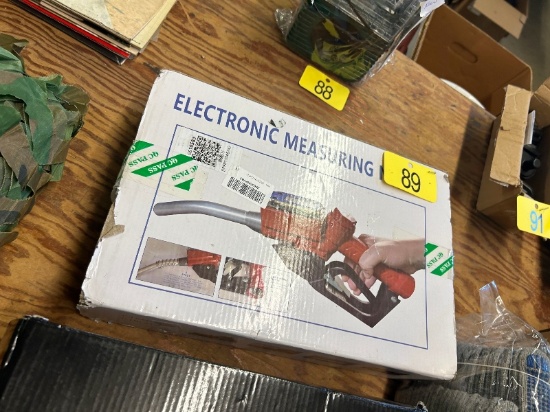 88
ELECTRONIC MEASURING
89
QC PASS
QC PASS
QC PASS
91